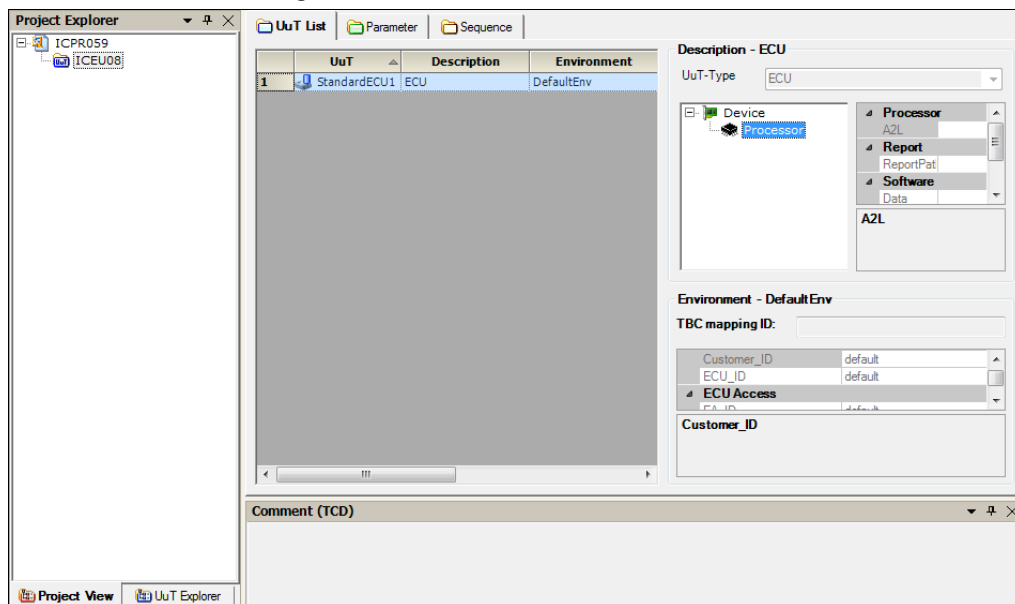 Project Explorer
ICPR059
ICEU08
Project View
UuT Explorer
UuT List
Parameter
Sequence
UuT
Description
Environment
1
StandardECU1
ECU
DefaultEnv
Description - ECU
UuT-Type
ECU
Device
Processor
Processor
A2L
Report
ReportPat
Software
Data
A2L
Environment - DefaultEnv
TBC mapping ID:
Customer_ID
default
ECU_ID
default
ECU Access
EA_ID
default
Customer_ID
Comment (TCD)